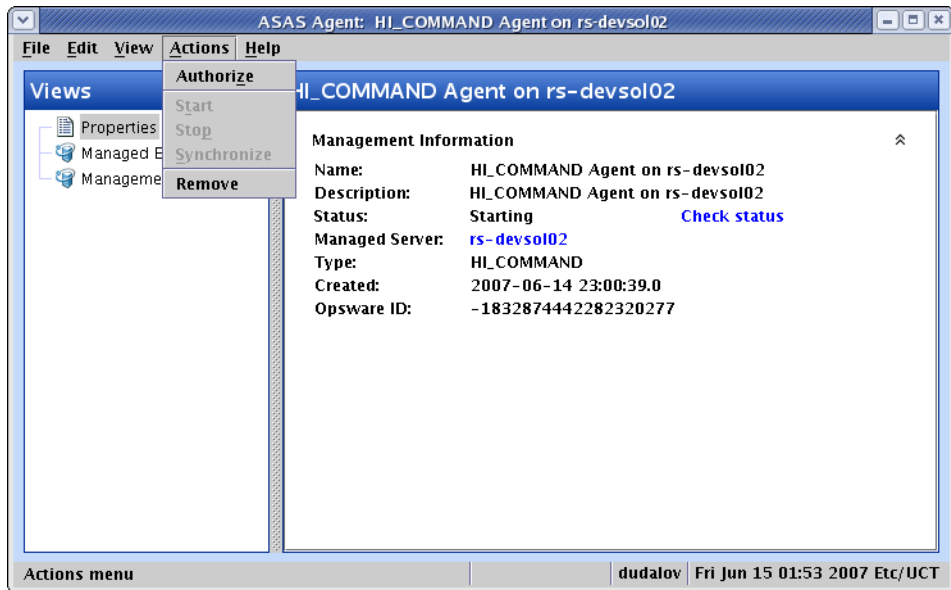 ASAS Agent: HI_COMMAND Agent on rs-devsol02
File Edit View Actions Help
Authorize
Start
Stop
Synchronize
Remove
Views
Properties
Managed E
Manageme
HI_COMMAND Agent on rs-devsol02
Management Information
Name: HI_COMMAND Agent on rs-devsol02
Description: HI_COMMAND Agent on rs-devsol02
Status: Starting Check status
Managed Server: rs-devsol02
Type: HI_COMMAND
Created: 2007-06-14 23:00:39.0
Opsware ID: -1832874442282320277
Actions menu dudalov Fri Jun 15 01:53 2007 Etc/UCT